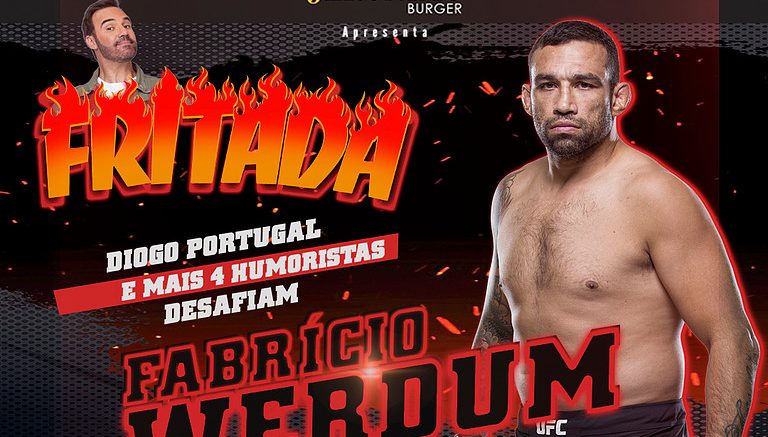 BURGER
Apresenta
FRITADA
DIOGO PORTUGAL
E MAIS 4 HUMORISTAS
DESAFIAM
FABRÍCIO
WERDUM
UFC